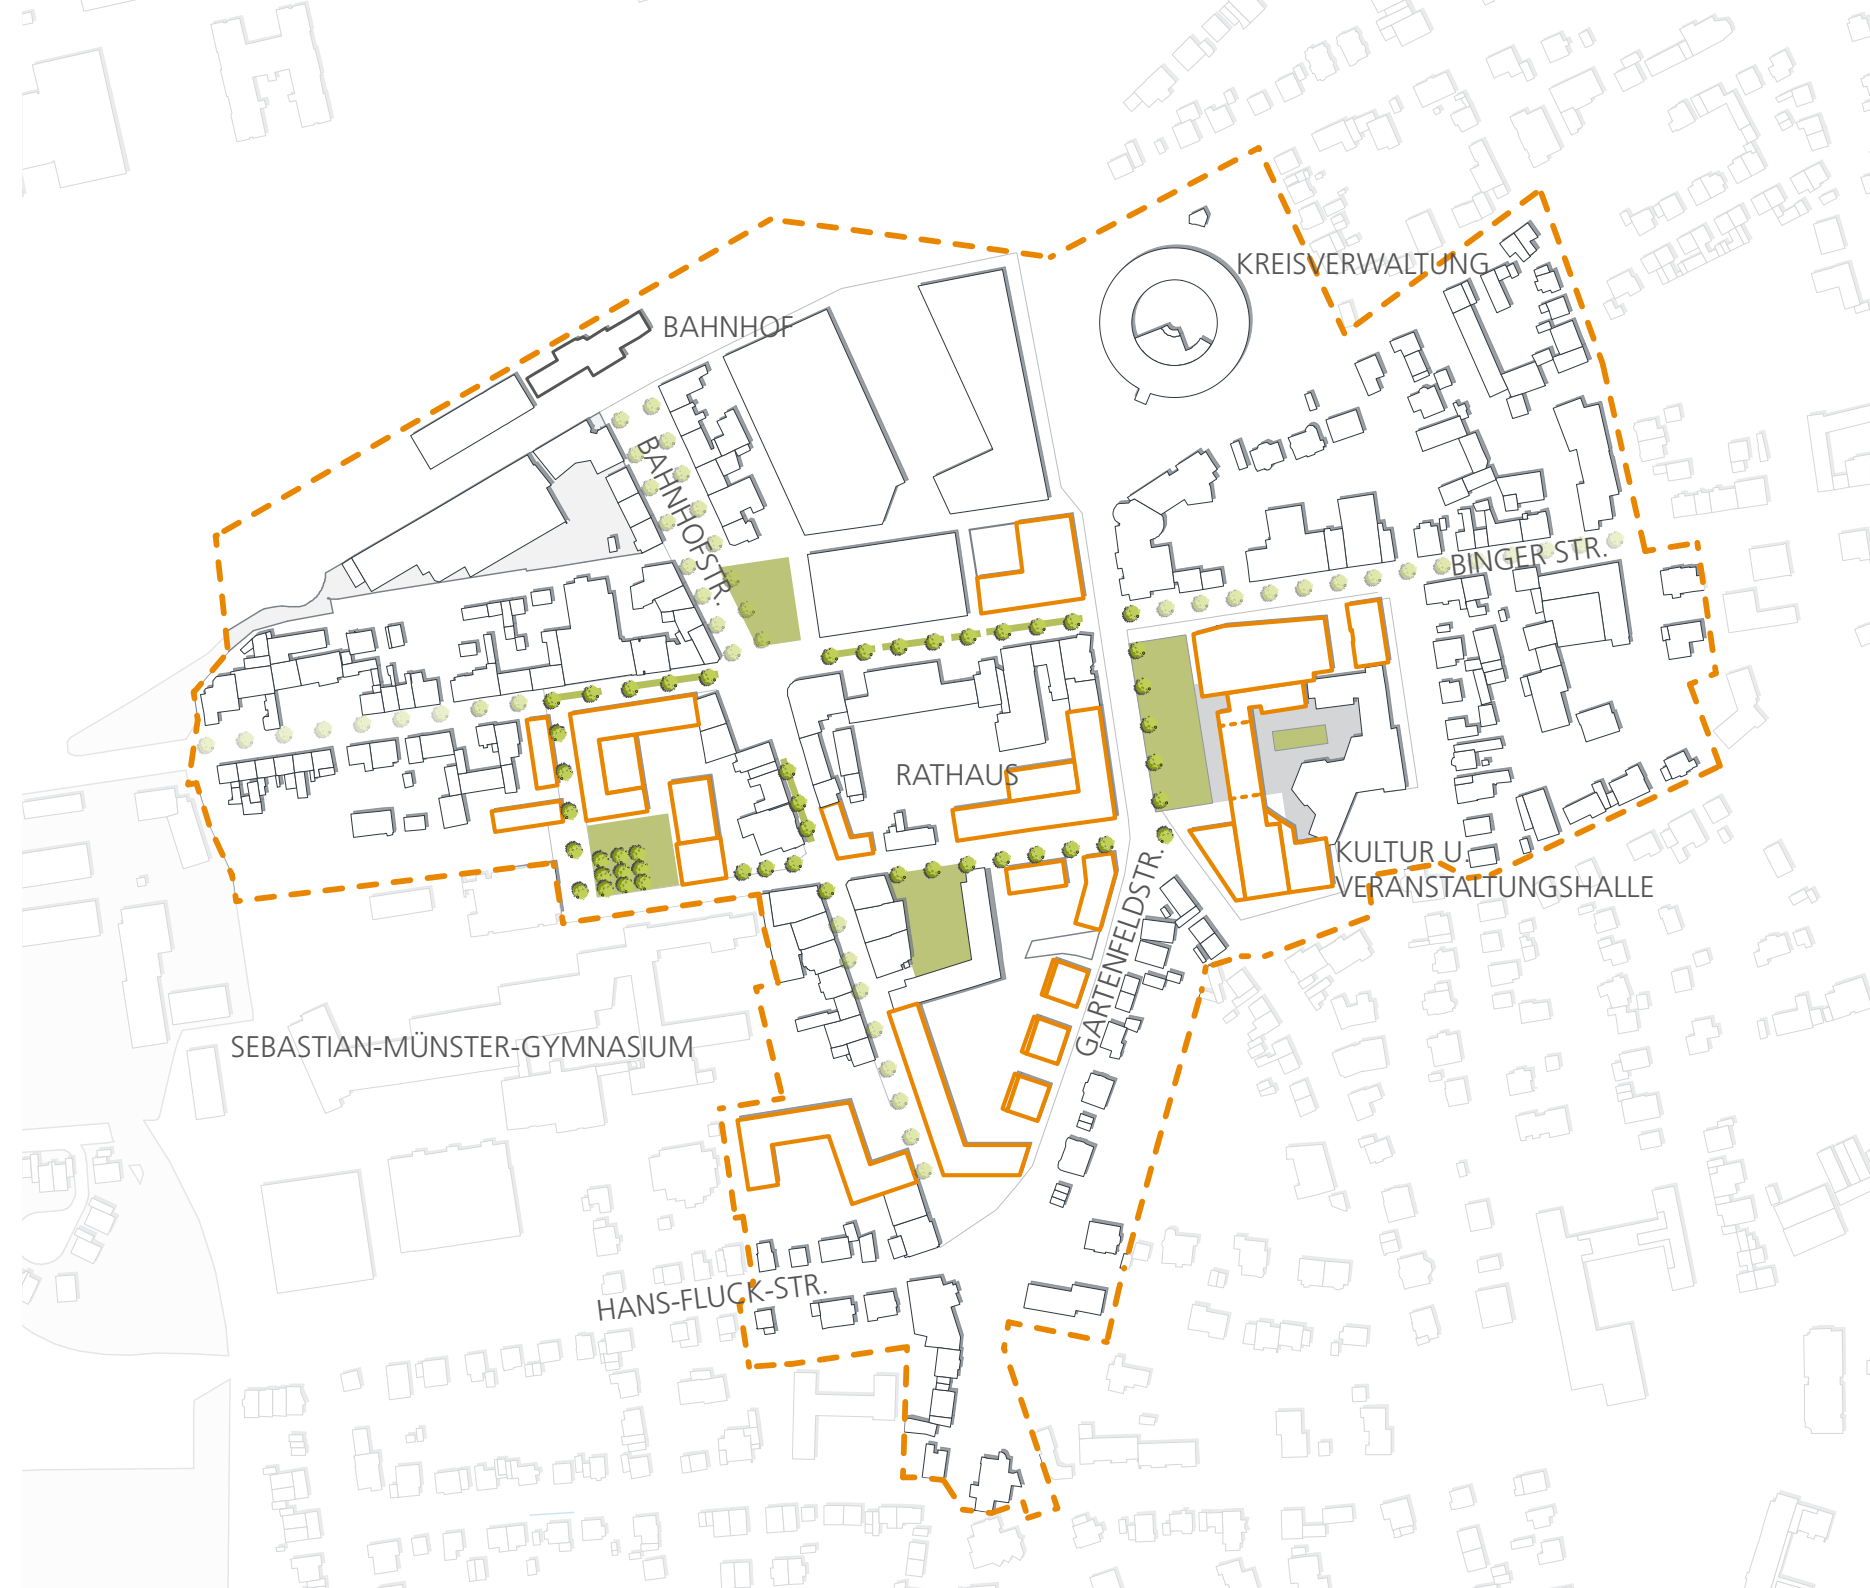 KREISVERWALTUNG
BAHNHOF
BAHNHOFSTR.
BINGER STR.
RATHAUS
KULTUR U.
VERANSTALTUNGSHALLE
GARTENFELDSTR.
SEBASTIAN-MÜNSTER-GYMNASIUM
HANS-FLUCK-STR.